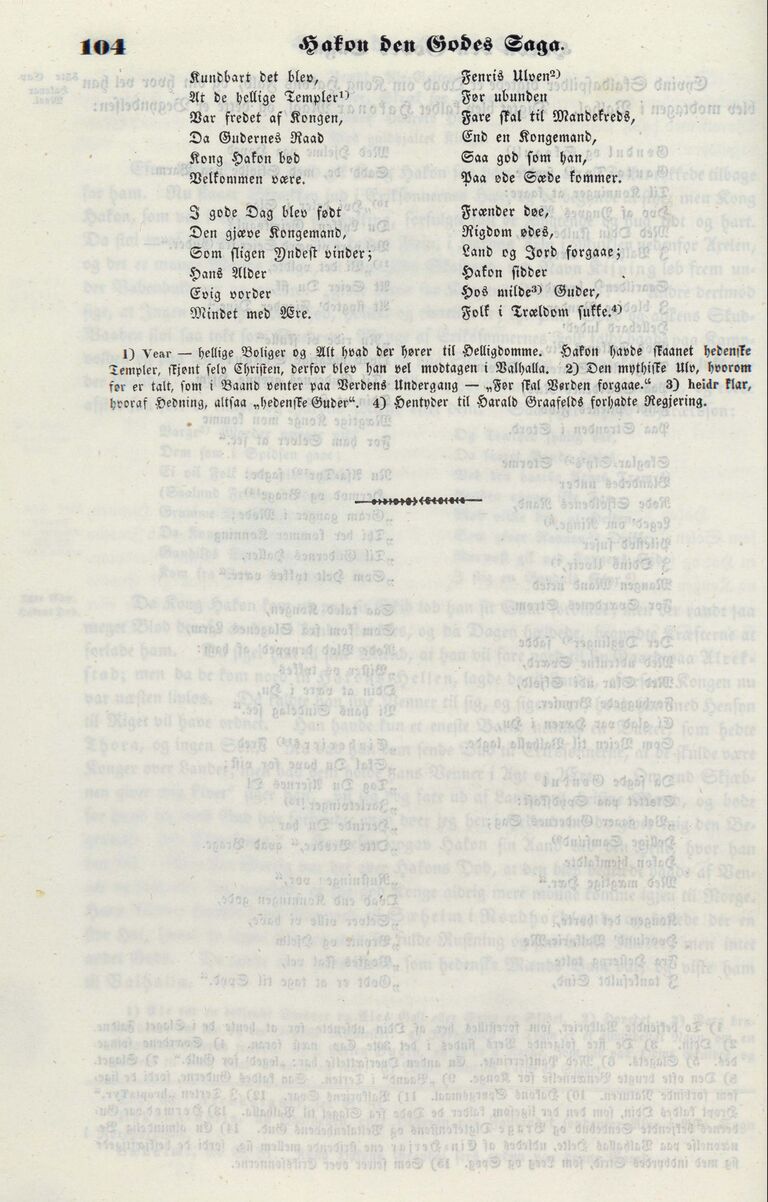 104
Hakon den Godes Saga.
Kundbart det blev,
At de hellige Templer¹)
Var fredet af Kongen,
Da Gudernes Raad
Kong Hakon bød
Velkommen være.
I gode Dag blev født
Den gjæve Kongemand,
Som sligen Yndest vinder;
Hans Alder
Evig vorder
Mindet med Ære.
Fenris Ulven²)
Før ubunden
Fare skal til Mandekreds,
End en Kongemand,
Saa god som han,
Paa øde Sæde kommer.
Frænder døe,
Rigdom ødes,
Land og Jord forgaae;
Hakon sidder
Hos milde³) Guder,
Folk i Trældom sukke.⁴)
1) Vear — hellige Boliger og Alt hvad der hører til Helligdomme. Hakon havde skaanet hedenske
Templer, skjønt selv Christen, derfor blev han vel modtagen i Valhalla. 2) Den mythiske Ulv, hvorom
før er talt, som i Baand venter paa Verdens Undergang — „Før skal Verden forgaae.“ 3) heidr klar,
hvoraf Hedning, altsaa „hedenske Guder“. 4) Hentyder til Harald Graafelds forhadte Regjering.